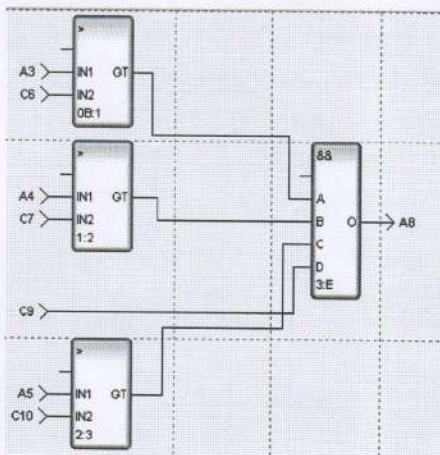 >
A3 IN1 GT
C6 IN2
0B:1
>
A4 IN1 GT
C7 IN2
1:2
&&
A
B O A8
C
D
3:E
C9
>
A5 IN1 GT
C10 IN2
2:3